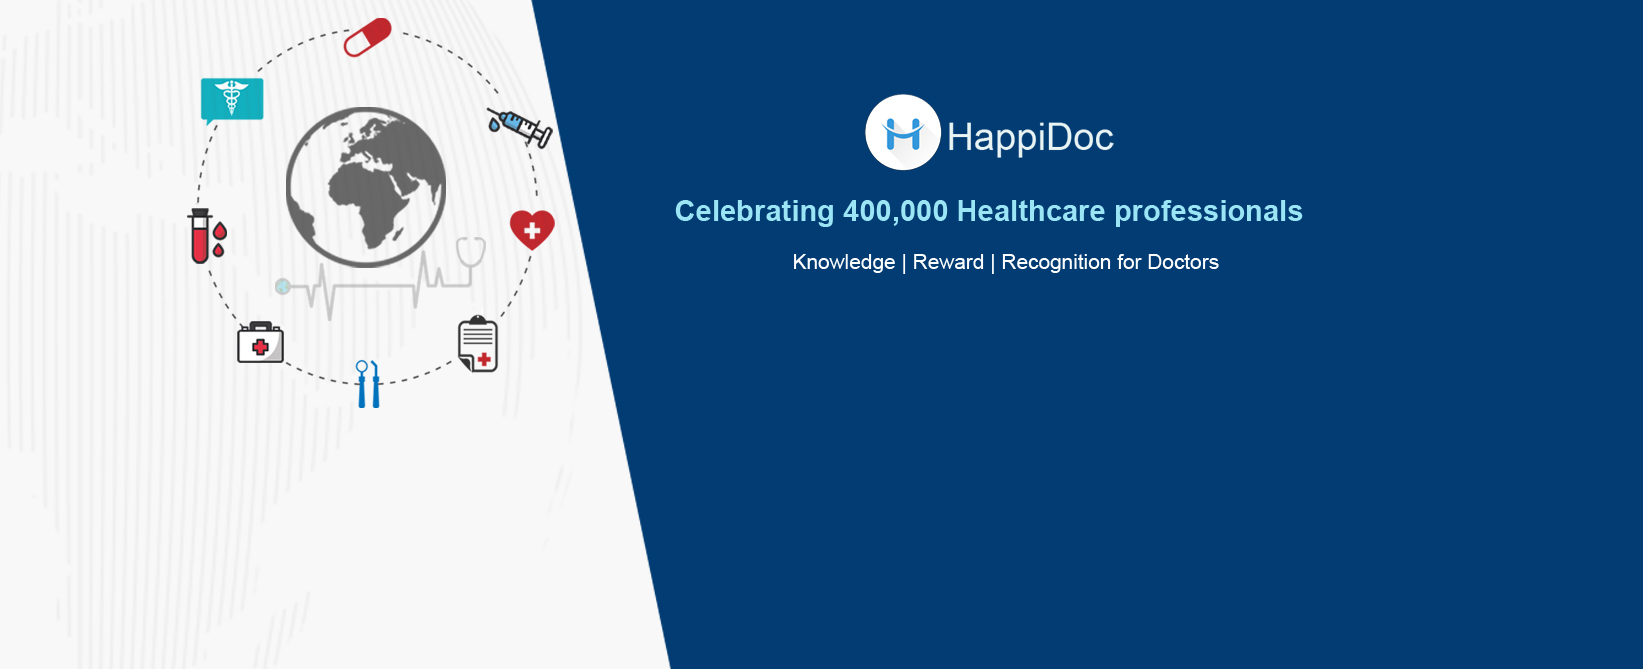 HappiDoc
Celebrating 400,000 Healthcare professionals
Knowledge | Reward | Recognition for Doctors